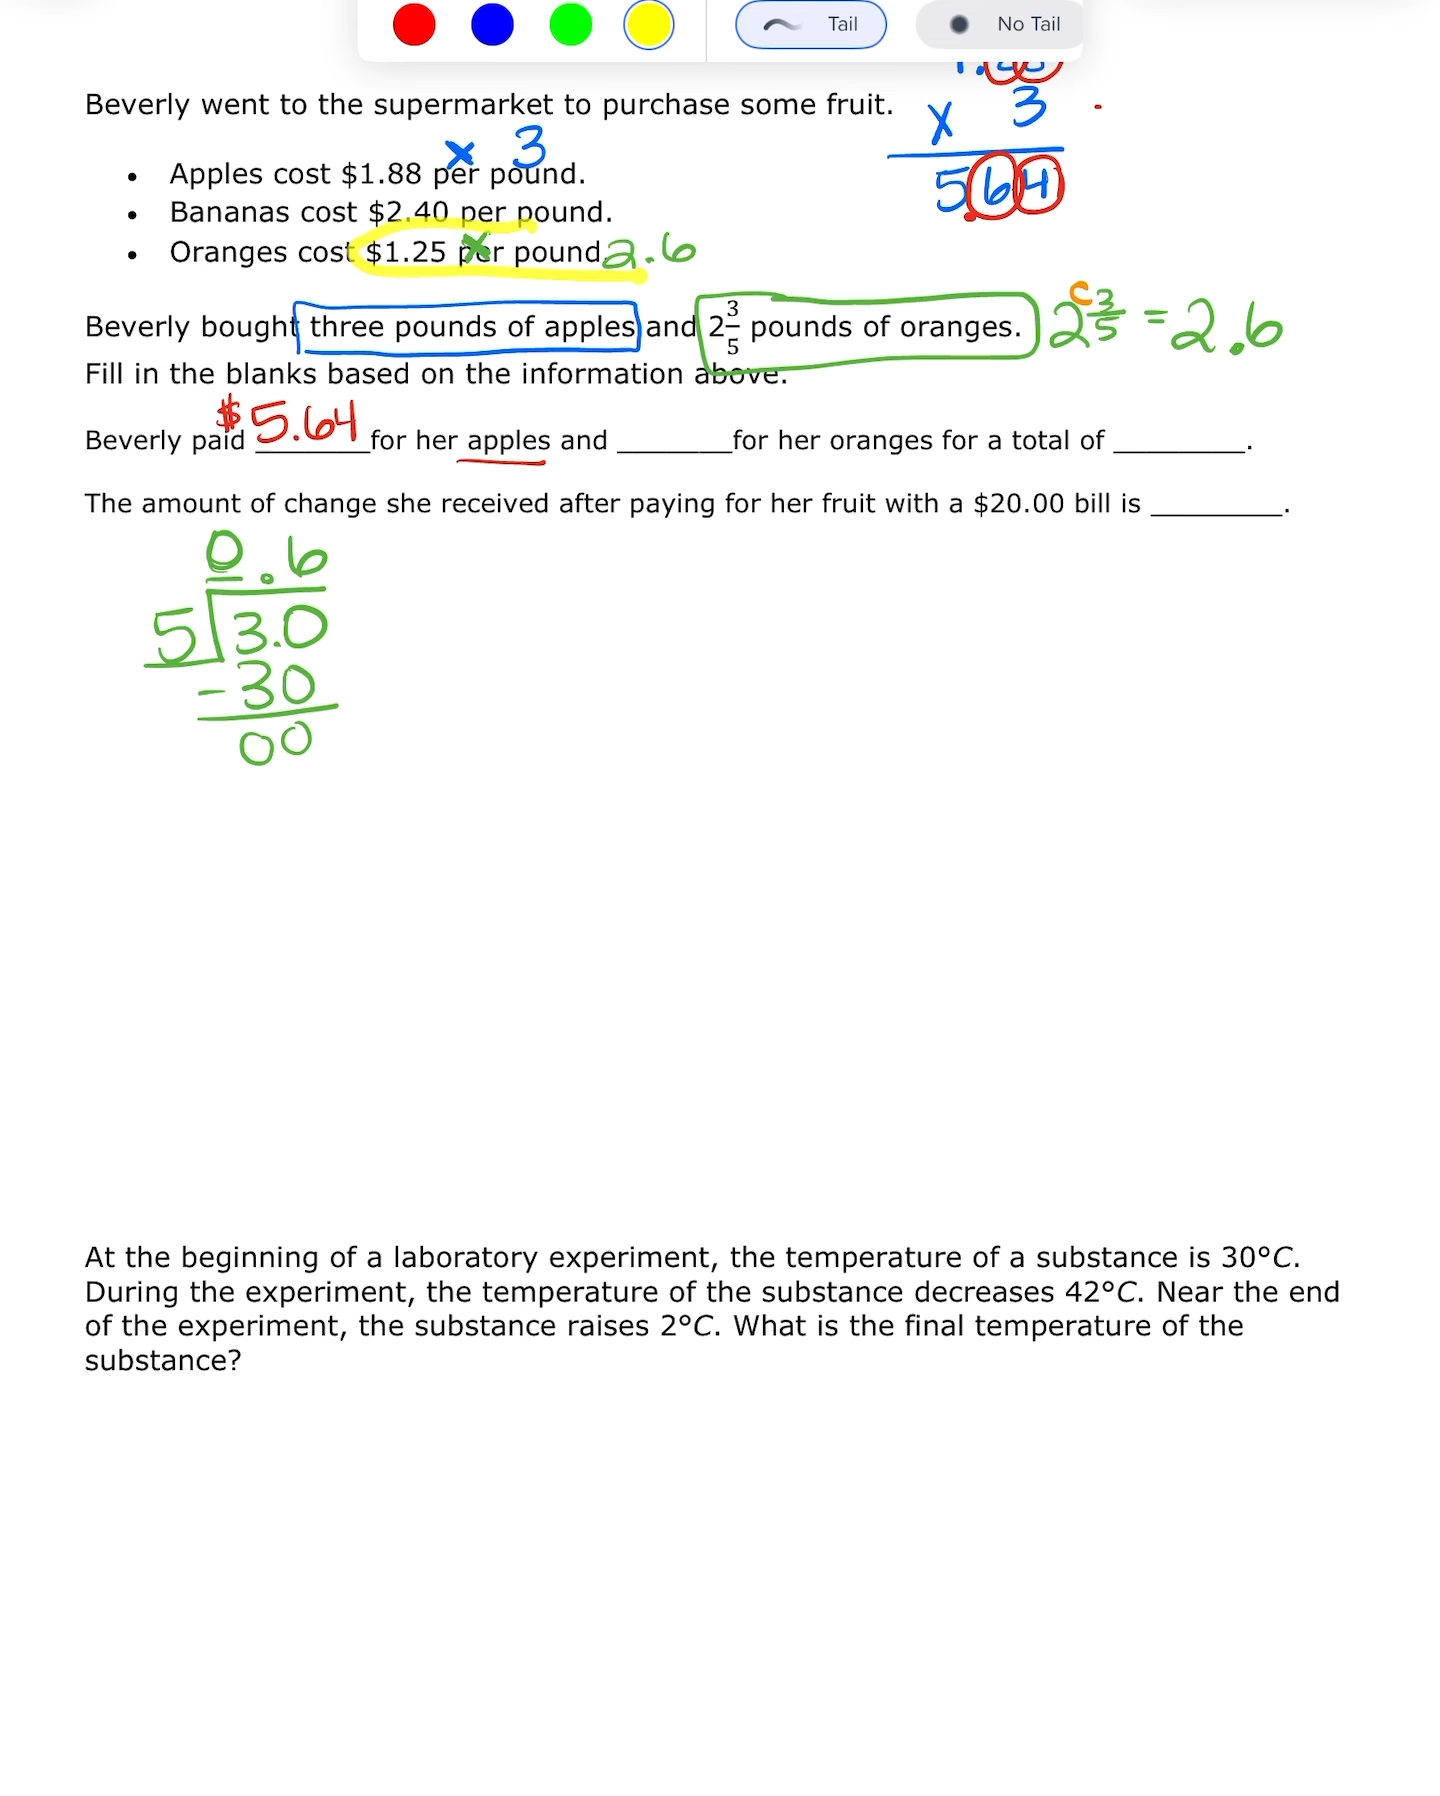 Tail No Tail
Beverly went to the supermarket to purchase some fruit.
x 3
564
x 3
• Apples cost $1.88 per pound.
• Bananas cost $2.40 per pound.
• Oranges cost $1.25 per pound. x 2.6
Beverly bought three pounds of apples and 2 3/5 pounds of oranges. 2 3/5 = 2.6
Fill in the blanks based on the information above.
Beverly paid $5.64 for her apples and ________ for her oranges for a total of _________.
The amount of change she received after paying for her fruit with a $20.00 bill is _________.
0.6
5 3.0
-30
00
At the beginning of a laboratory experiment, the temperature of a substance is 30°C.
During the experiment, the temperature of the substance decreases 42°C. Near the end
of the experiment, the substance raises 2°C. What is the final temperature of the
substance?